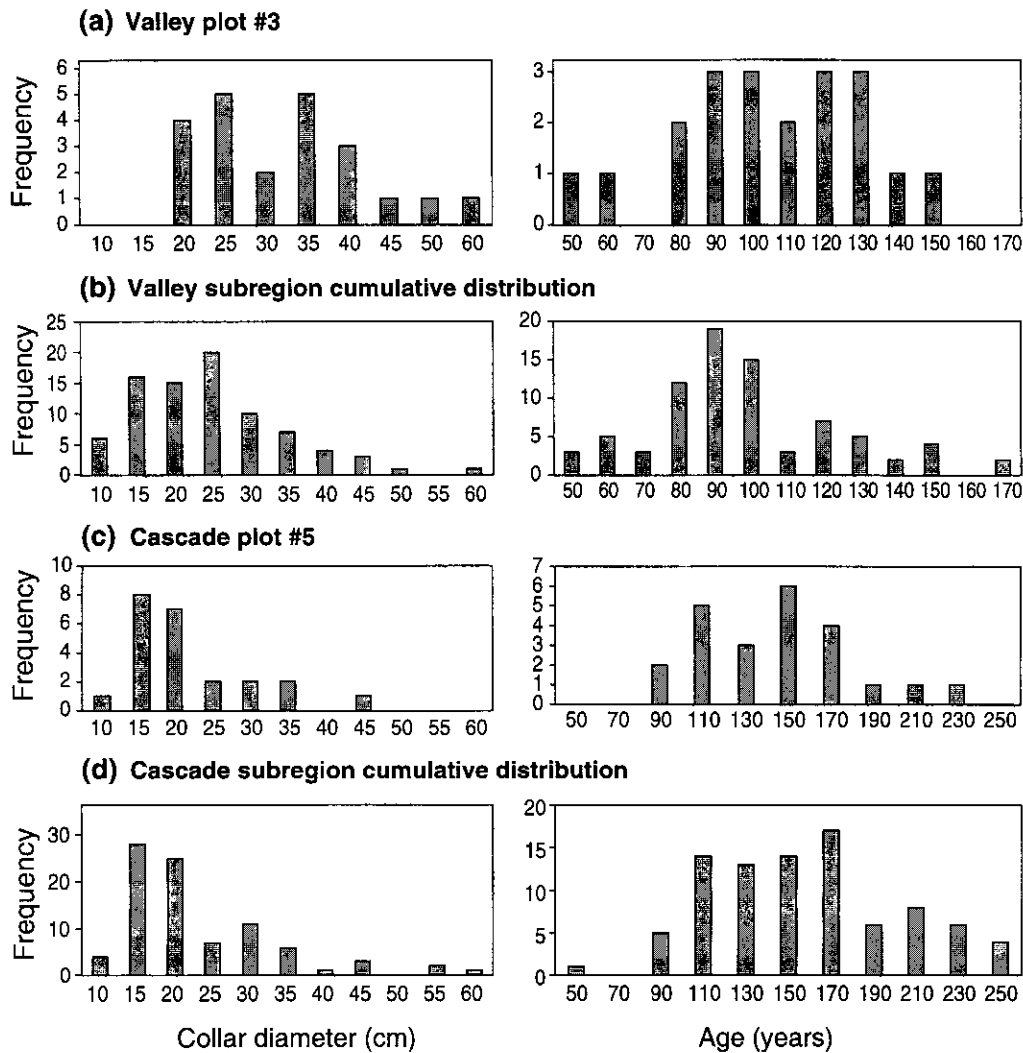 (a) Valley plot #3
Frequency
6
5
4
3
2
1
0
10 15 20 25 30 35 40 45 50 60
3
2
1
0
50 60 70 80 90 100 110 120 130 140 150 160 170
(b) Valley subregion cumulative distribution
Frequency
25
20
15
10
5
0
10 15 20 25 30 35 40 45 50 55 60
20
15
10
5
0
50 60 70 80 90 100 110 120 130 140 150 160 170
(c) Cascade plot #5
Frequency
10
8
6
4
2
0
10 15 20 25 30 35 40 45 50 55 60
7
6
5
4
3
2
1
0
50 70 90 110 130 150 170 190 210 230 250
(d) Cascade subregion cumulative distribution
Frequency
30
20
10
0
10 15 20 25 30 35 40 45 50 55 60
Collar diameter (cm)
20
15
10
5
0
50 70 90 110 130 150 170 190 210 230 250
Age (years)